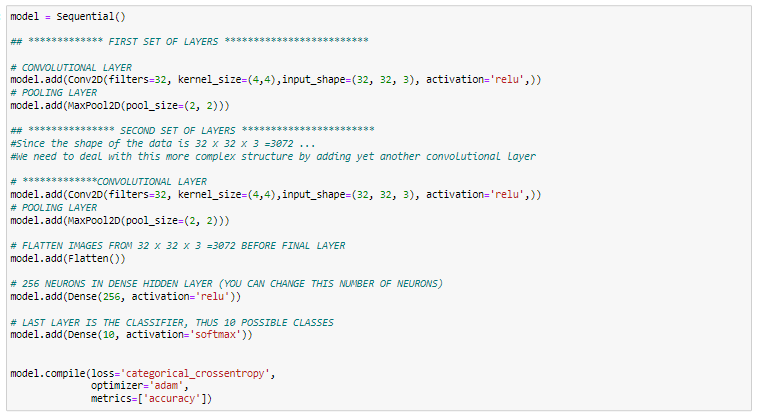 model = Sequential()
## ************* FIRST SET OF LAYERS *************************
# CONVOLUTIONAL LAYER
model.add(Conv2D(filters=32, kernel_size=(4,4),input_shape=(32, 32, 3), activation='relu',))
# POOLING LAYER
model.add(MaxPool2D(pool_size=(2, 2)))
## *************** SECOND SET OF LAYERS ***********************
#Since the shape of the data is 32 x 32 x 3 =3072 ...
#We need to deal with this more complex structure by adding yet another convolutional layer
# *************CONVOLUTIONAL LAYER
model.add(Conv2D(filters=32, kernel_size=(4,4),input_shape=(32, 32, 3), activation='relu',))
# POOLING LAYER
model.add(MaxPool2D(pool_size=(2, 2)))
# FLATTEN IMAGES FROM 32 x 32 x 3 =3072 BEFORE FINAL LAYER
model.add(Flatten())
# 256 NEURONS IN DENSE HIDDEN LAYER (YOU CAN CHANGE THIS NUMBER OF NEURONS)
model.add(Dense(256, activation='relu'))
# LAST LAYER IS THE CLASSIFIER, THUS 10 POSSIBLE CLASSES
model.add(Dense(10, activation='softmax'))
model.compile(loss='categorical_crossentropy',
optimizer='adam',
metrics=['accuracy'])